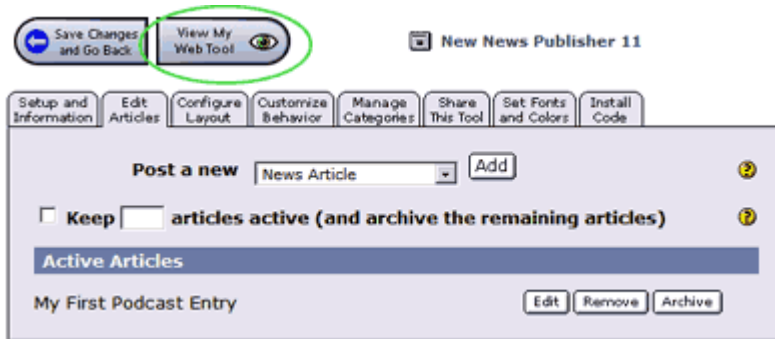 Save Changes and Go Back
View My Web Tool
New News Publisher 11
Setup and Information
Edit Articles
Configure Layout
Customize Behavior
Manage Categories
Share This Tool
Set Fonts and Colors
Install Code
Post a new News Article Add
Keep articles active (and archive the remaining articles)
Active Articles
My First Podcast Entry Edit Remove Archive